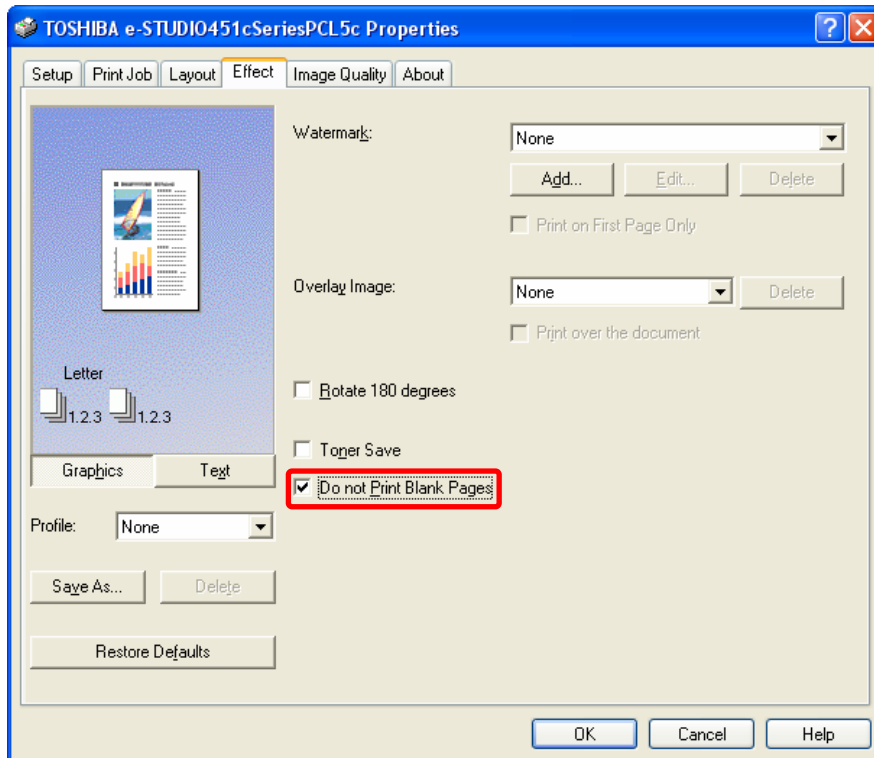 TOSHIBA e-STUDIO451cSeriesPCL5c Properties
Setup Print Job Layout Effect Image Quality About
Watermark: None
Add... Edit... Delete
Print on First Page Only
Overlay Image: None Delete
Print over the document
Letter
1.2.3 1.2.3
Rotate 180 degrees
Toner Save
Graphics Text
Do not Print Blank Pages
Profile: None
Save As... Delete
Restore Defaults
OK Cancel Help